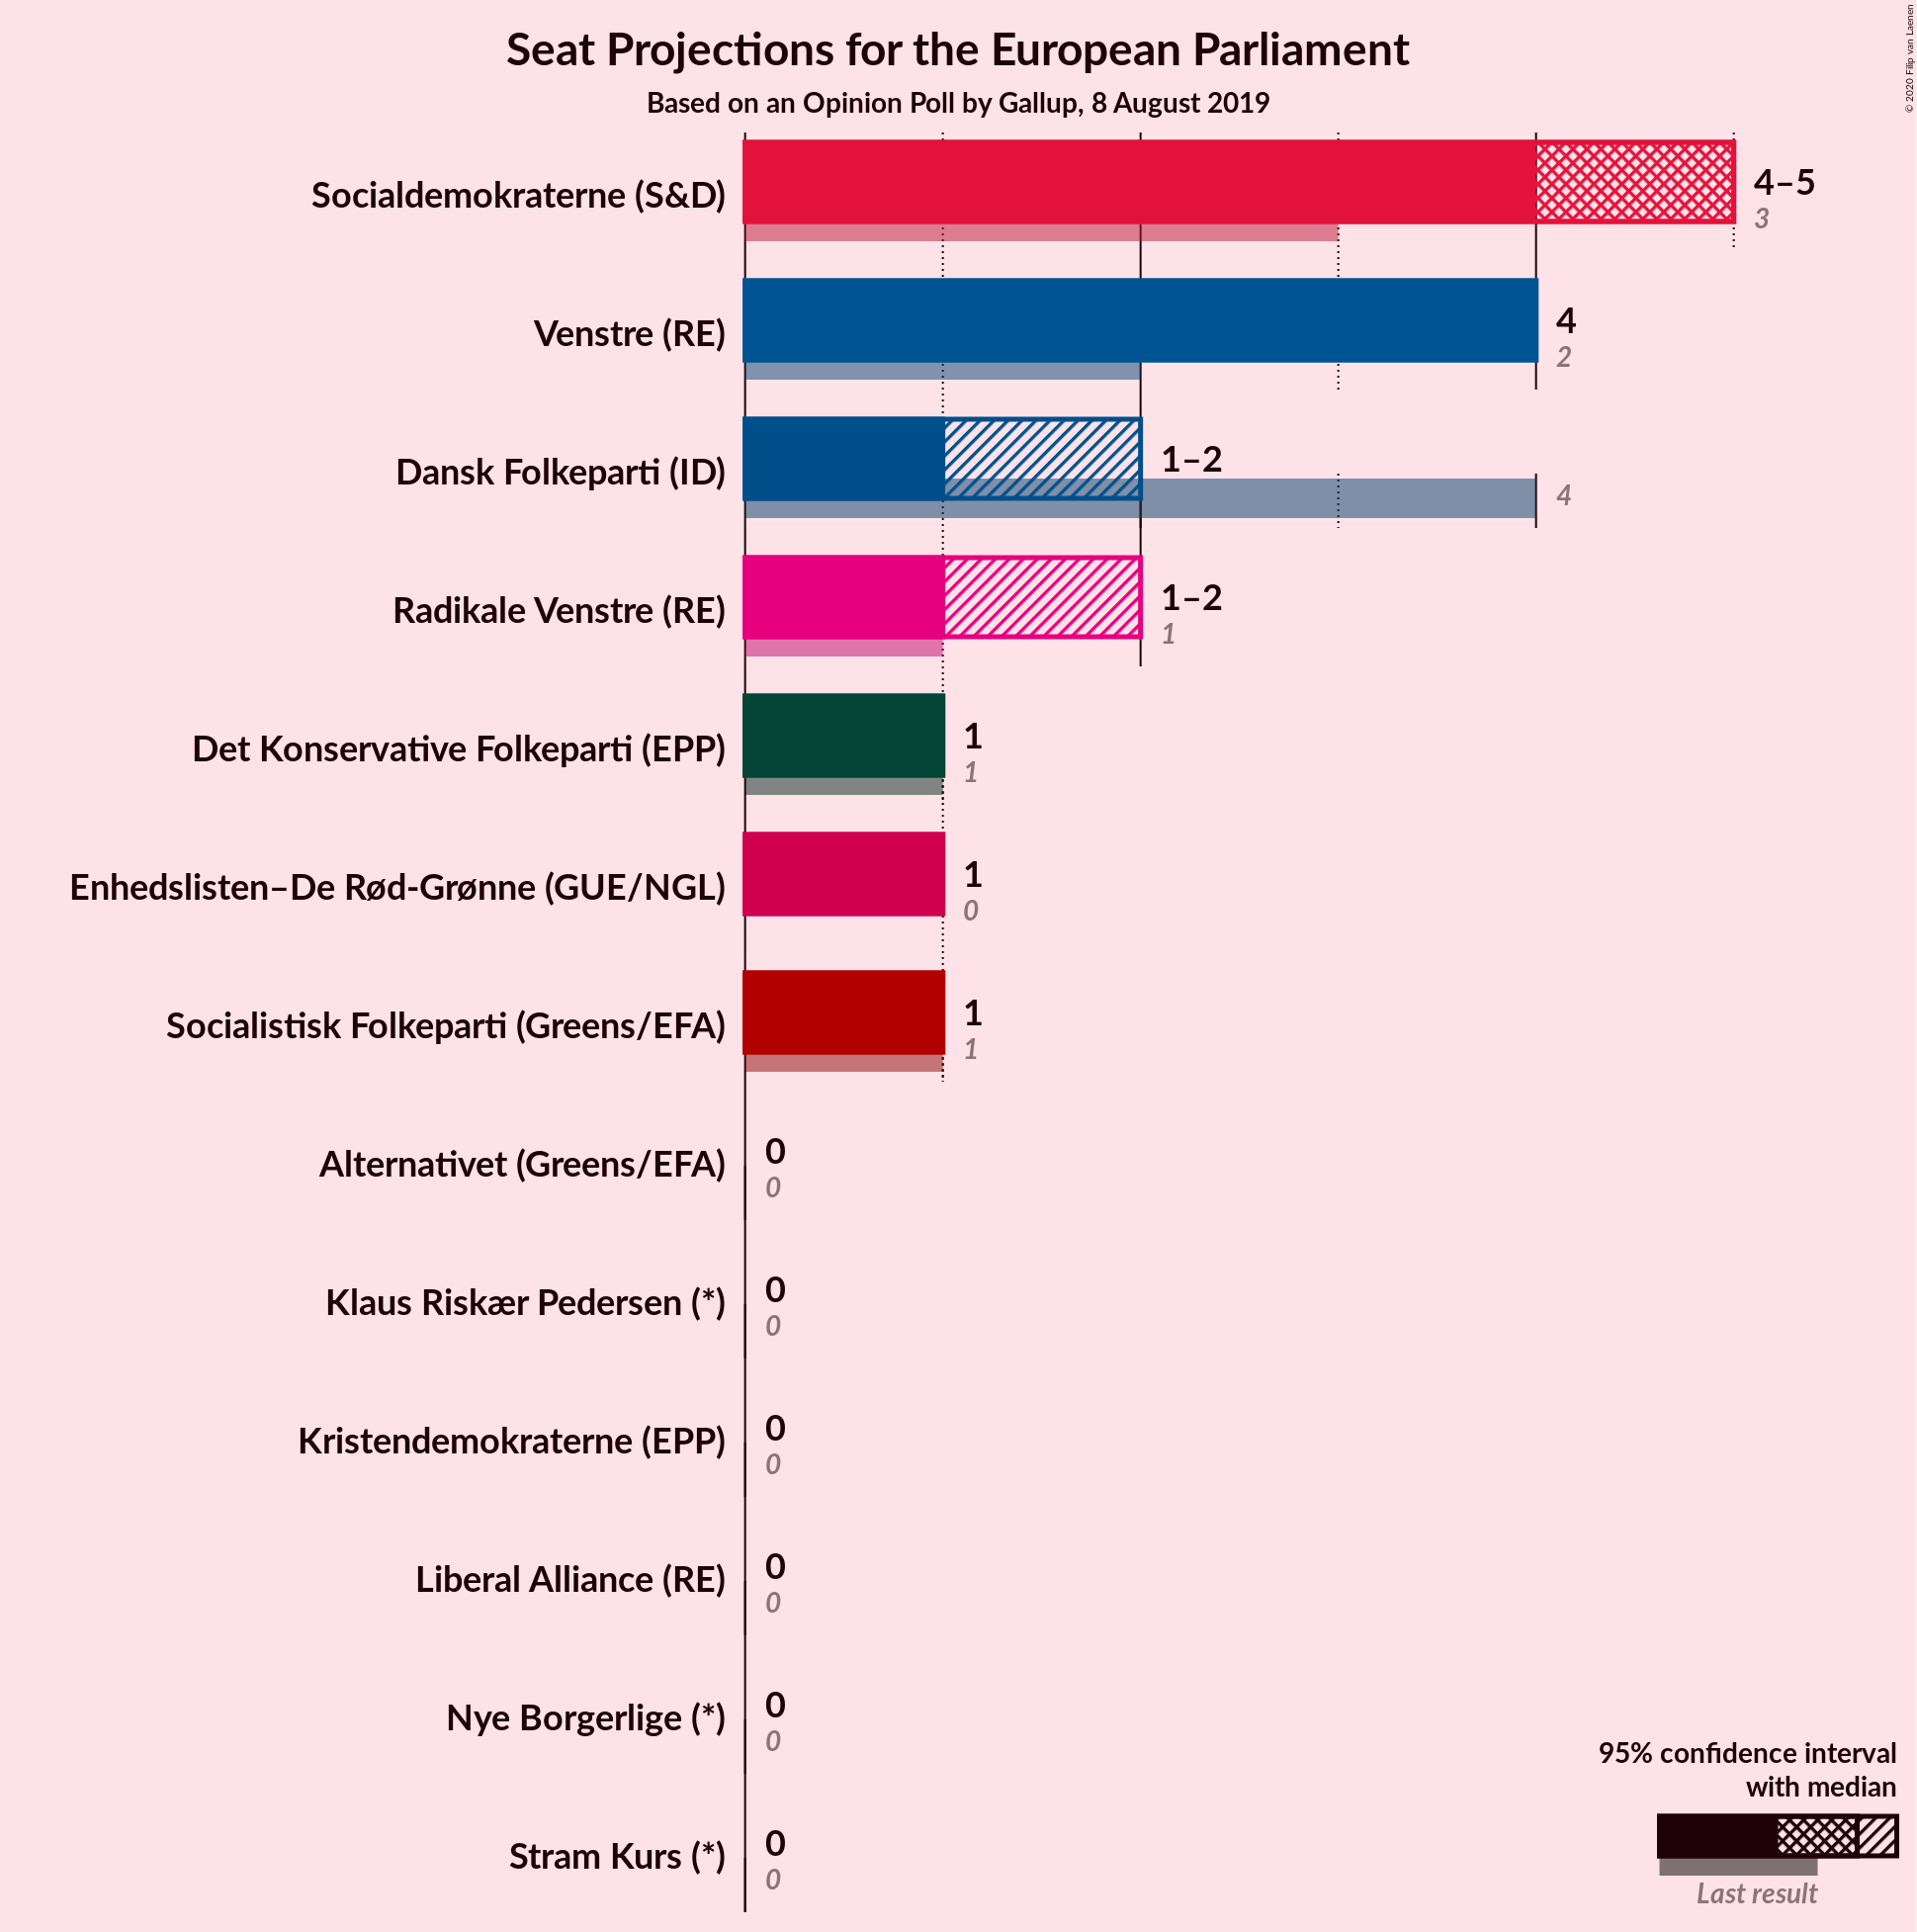 Seat Projections for the European Parliament
Based on an Opinion Poll by Gallup, 8 August 2019
© 2020 Filip van Laenen
Socialdemokraterne (S&D)
4–5
3
Venstre (RE)
4
2
Dansk Folkeparti (ID)
1–2
4
Radikale Venstre (RE)
1–2
1
Det Konservative Folkeparti (EPP)
1
1
Enhedslisten–De Rød-Grønne (GUE/NGL)
1
0
Socialistisk Folkeparti (Greens/EFA)
1
1
Alternativet (Greens/EFA)
0
0
Klaus Riskær Pedersen (*)
0
0
Kristendemokraterne (EPP)
0
0
Liberal Alliance (RE)
0
0
Nye Borgerlige (*)
0
0
Stram Kurs (*)
0
0
95% confidence interval
with median
Last result